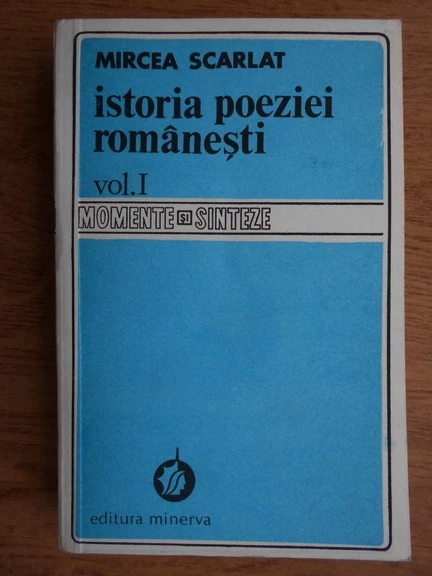 MIRCEA SCARLAT
istoria poeziei
românești
vol.I
MOMENTE ȘI SINTEZE
editura minerva